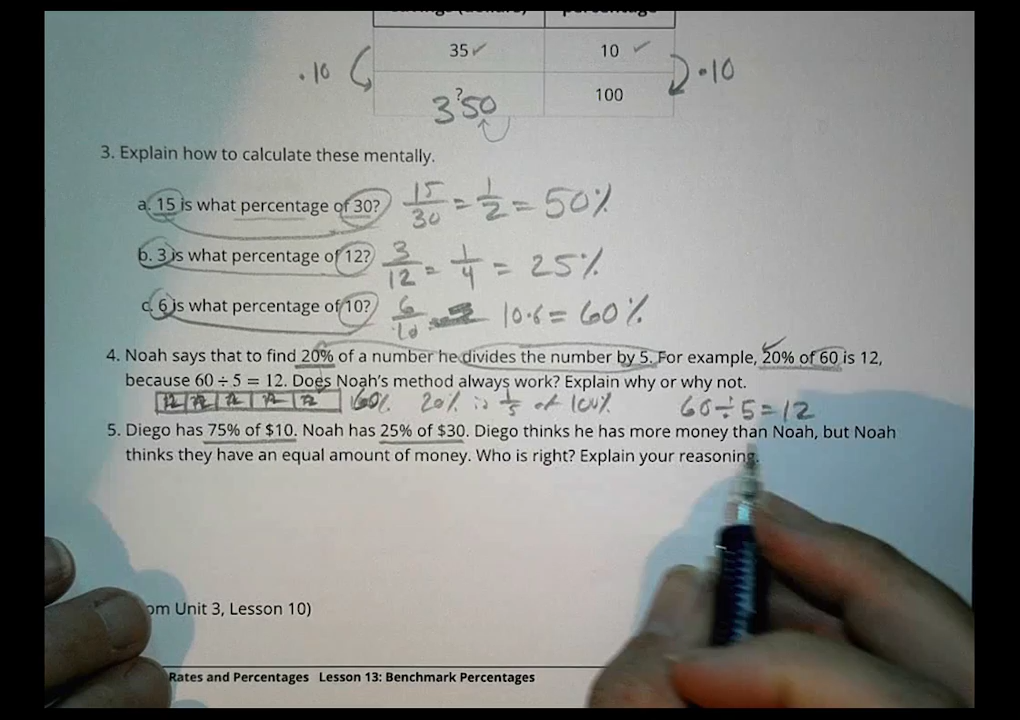 35 ✓ 10 ✓
. 10 • 10
?
350 100
3. Explain how to calculate these mentally.
a. 15 is what percentage of 30? 15/30 = 1/2 = 50%
b. 3 is what percentage of 12? 3/12 = 1/4 = 25%
c. 6 is what percentage of 10? 6/10 10·6 = 60%
4. Noah says that to find 20% of a number he divides the number by 5. For example, 20% of 60 is 12,
because 60 ÷ 5 = 12. Does Noah's method always work? Explain why or why not.
12 12 12 12 12 20% is 1/5 of 100% 60÷5=12
5. Diego has 75% of $10. Noah has 25% of $30. Diego thinks he has more money than Noah, but Noah
thinks they have an equal amount of money. Who is right? Explain your reasoning.
om Unit 3, Lesson 10)
Rates and Percentages Lesson 13: Benchmark Percentages